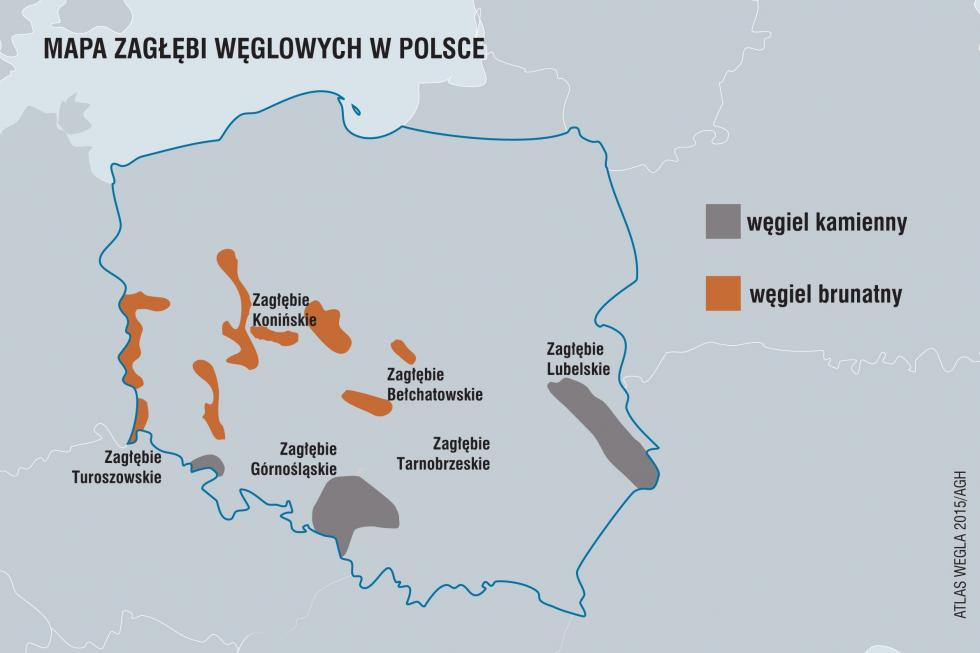 MAPA ZAGŁĘBI WĘGLOWYCH W POLSCE
węgiel kamienny
węgiel brunatny
Zagłębie
Konińskie
Zagłębie
Lubelskie
Zagłębie
Bełchatowskie
Zagłębie
Turoszowskie
Zagłębie
Górnośląskie
Zagłębie
Tarnobrzeskie
ATLAS WEGLA 2015/AGH